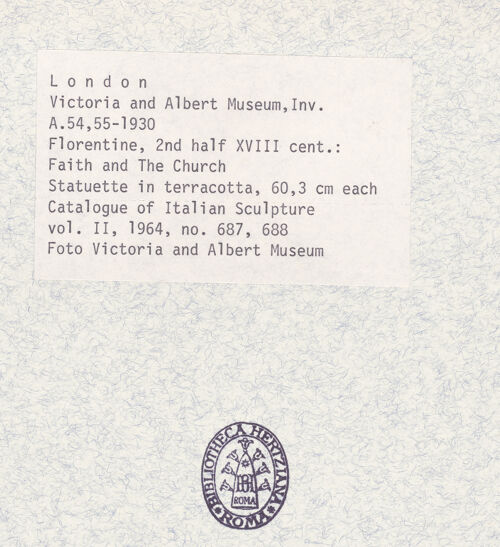 L o n d o n
Victoria and Albert Museum,Inv.
A.54,55-1930
Florentine, 2nd half XVIII cent.:
Faith and The Church
Statuette in terracotta, 60,3 cm each
Catalogue of Italian Sculpture
vol. II, 1964, no. 687, 688
Foto Victoria and Albert Museum
BIBLIOTHECA HERTZIANA
BH
ROMA
ROMA